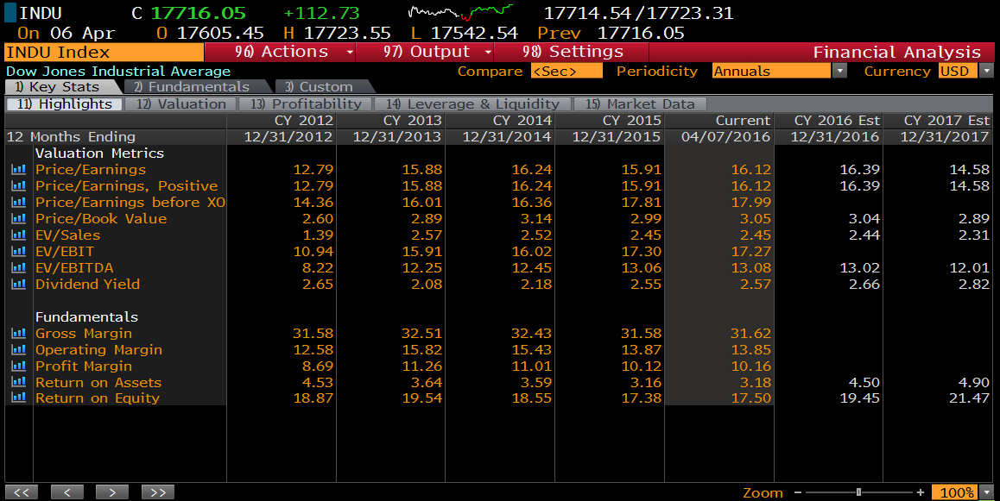 INDU C 17716.05 +112.73 17714.54/17723.31
On 06 Apr O 17605.45 H 17723.55 L 17542.54 Prev 17716.05
INDU Index 96) Actions 97) Output 98) Settings Financial Analysis
Dow Jones Industrial Average Compare <Sec> Periodicity Annuals Currency USD
1) Key Stats 2) Fundamentals 3) Custom
11) Highlights 12) Valuation 13) Profitability 14) Leverage & Liquidity 15) Market Data
CY 2012 CY 2013 CY 2014 CY 2015 Current CY 2016 Est CY 2017 Est
12 Months Ending 12/31/2012 12/31/2013 12/31/2014 12/31/2015 04/07/2016 12/31/2016 12/31/2017
Valuation Metrics
Price/Earnings 12.79 15.88 16.24 15.91 16.12 16.39 14.58
Price/Earnings, Positive 12.79 15.88 16.24 15.91 16.12 16.39 14.58
Price/Earnings before XO 14.36 16.01 16.36 17.81 17.99
Price/Book Value 2.60 2.89 3.14 2.99 3.05 3.04 2.89
EV/Sales 1.39 2.57 2.52 2.45 2.45 2.44 2.31
EV/EBIT 10.94 15.91 16.02 17.30 17.27
EV/EBITDA 8.22 12.25 12.45 13.06 13.08 13.02 12.01
Dividend Yield 2.65 2.08 2.18 2.55 2.57 2.66 2.82
Fundamentals
Gross Margin 31.58 32.51 32.43 31.58 31.62
Operating Margin 12.58 15.82 15.43 13.87 13.85
Profit Margin 8.69 11.26 11.01 10.12 10.16
Return on Assets 4.53 3.64 3.59 3.16 3.18 4.50 4.90
Return on Equity 18.87 19.54 18.55 17.38 17.50 19.45 21.47
<< < > >> Zoom − + 100%